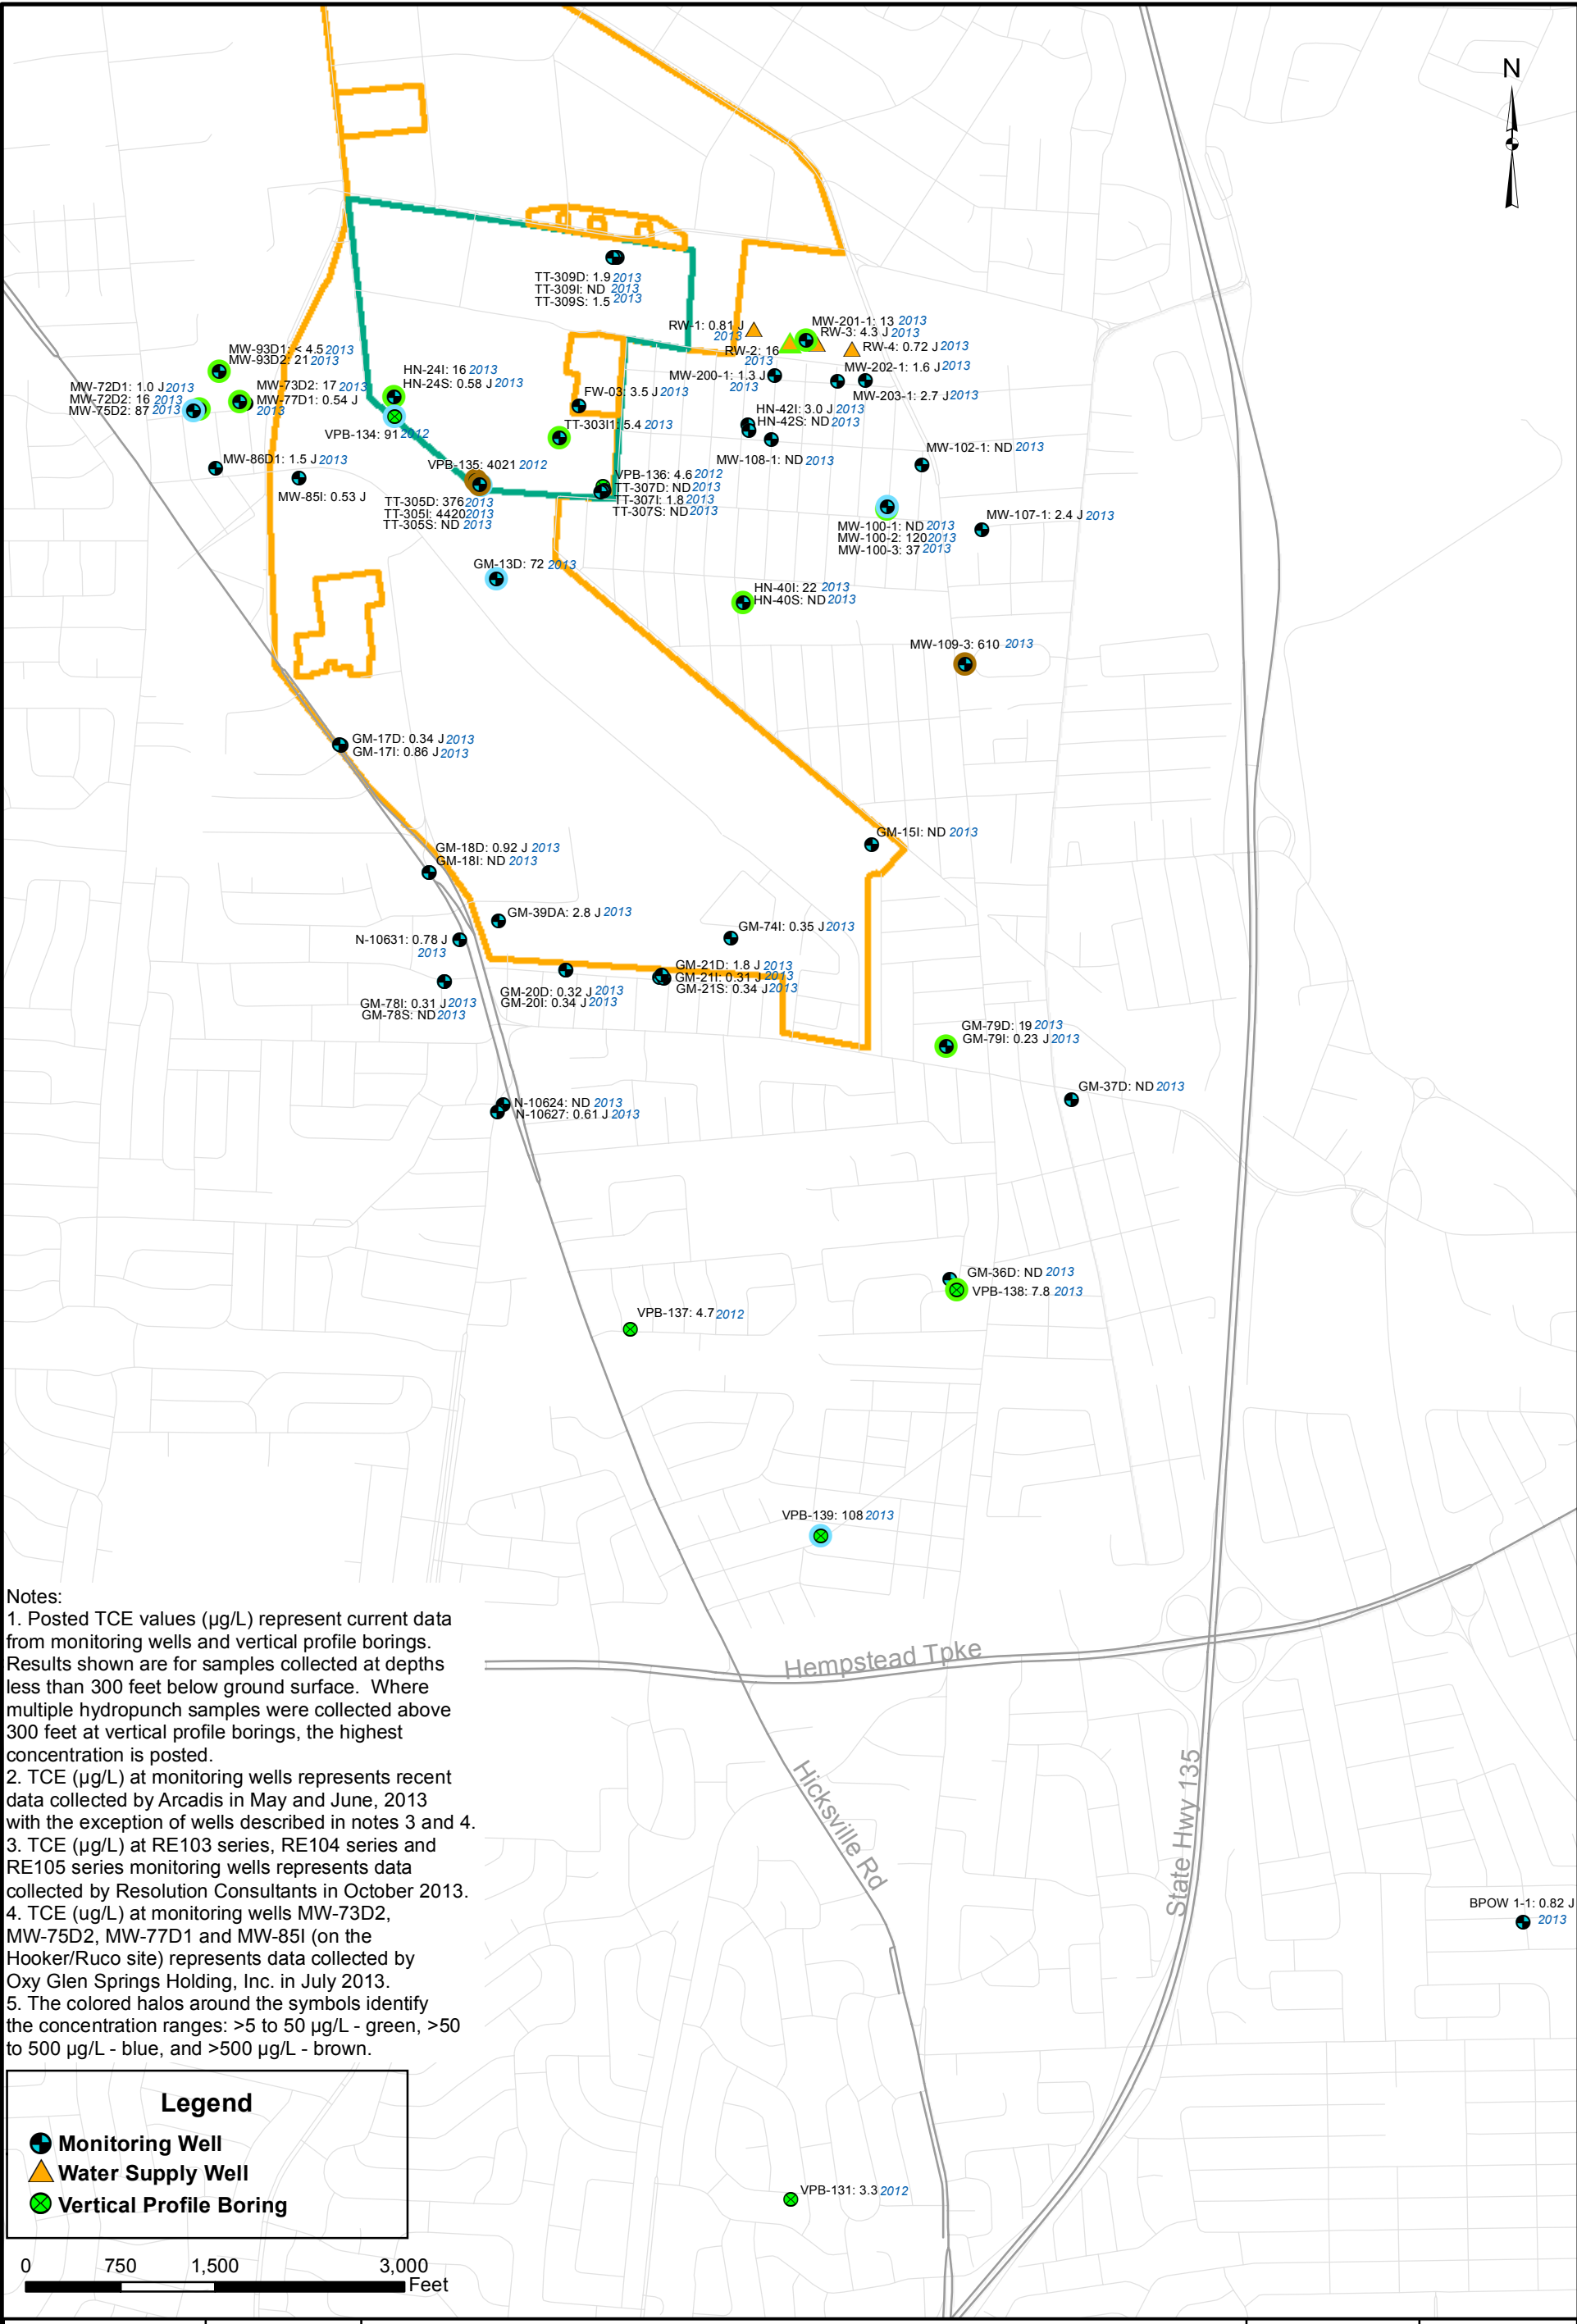 N
TT-309D: 1.9 2013
TT-309I: ND 2013
TT-309S: 1.5 2013
RW-1: 0.81 J
2013
MW-201-1: 13 2013
RW-3: 4.3 J 2013
RW-2: 16
2013
RW-4: 0.72 J 2013
MW-93D1: < 4.5 2013
MW-93D2: 21 2013
HN-24I: 16 2013
HN-24S: 0.58 J 2013
MW-72D1: 1.0 J 2013
MW-72D2: 16 2013
MW-75D2: 87 2013
MW-73D2: 17 2013
MW-77D1: 0.54 J
2013
FW-03: 3.5 J 2013
MW-200-1: 1.3 J
2013
MW-202-1: 1.6 J 2013
MW-203-1: 2.7 J 2013
HN-42I: 3.0 J 2013
HN-42S: ND 2013
TT-303I1: 5.4 2013
VPB-134: 91 2012
MW-108-1: ND 2013
MW-102-1: ND 2013
MW-86D1: 1.5 J 2013
MW-85I: 0.53 J
VPB-135: 4021 2012
VPB-136: 4.6 2012
TT-307D: ND 2013
TT-307I: 1.8 2013
TT-307S: ND 2013
TT-305D: 376 2013
TT-305I: 4420 2013
TT-305S: ND 2013
MW-100-1: ND 2013
MW-100-2: 120 2013
MW-100-3: 37 2013
MW-107-1: 2.4 J 2013
GM-13D: 72 2013
HN-40I: 22 2013
HN-40S: ND 2013
MW-109-3: 610 2013
GM-17D: 0.34 J 2013
GM-17I: 0.86 J 2013
GM-15I: ND 2013
GM-18D: 0.92 J 2013
GM-18I: ND 2013
GM-39DA: 2.8 J 2013
GM-74I: 0.35 J 2013
N-10631: 0.78 J
2013
GM-21D: 1.8 J 2013
GM-21I: 0.31 J 2013
GM-21S: 0.34 J 2013
GM-20D: 0.32 J 2013
GM-20I: 0.34 J 2013
GM-78I: 0.31 J 2013
GM-78S: ND 2013
GM-79D: 19 2013
GM-79I: 0.23 J 2013
GM-37D: ND 2013
N-10624: ND 2013
N-10627: 0.61 J 2013
GM-36D: ND 2013
VPB-138: 7.8 2013
VPB-137: 4.7 2012
VPB-139: 108 2013
Hempstead Tpke
Hicksville Rd
State Hwy 135
BPOW 1-1: 0.82 J
2013
VPB-131: 3.3 2012
Notes:
1. Posted TCE values (µg/L) represent current data
from monitoring wells and vertical profile borings.
Results shown are for samples collected at depths
less than 300 feet below ground surface. Where
multiple hydropunch samples were collected above
300 feet at vertical profile borings, the highest
concentration is posted.
2. TCE (µg/L) at monitoring wells represents recent
data collected by Arcadis in May and June, 2013
with the exception of wells described in notes 3 and 4.
3. TCE (µg/L) at RE103 series, RE104 series and
RE105 series monitoring wells represents data
collected by Resolution Consultants in October 2013.
4. TCE (ug/L) at monitoring wells MW-73D2,
MW-75D2, MW-77D1 and MW-85I (on the
Hooker/Ruco site) represents data collected by
Oxy Glen Springs Holding, Inc. in July 2013.
5. The colored halos around the symbols identify
the concentration ranges: >5 to 50 µg/L - green, >50
to 500 µg/L - blue, and >500 µg/L - brown.
Legend
Monitoring Well
Water Supply Well
Vertical Profile Boring
0 750 1,500 3,000
Feet